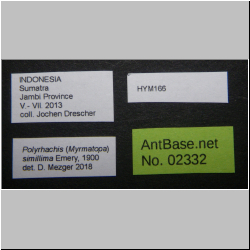 INDONESIA
Sumatra
Jambi Province
V.- VII. 2013
coll. Jochen Drescher
HYM166
Polyrhachis (Myrmatopa)
simillima Emery, 1900
det. D. Mezger 2018
AntBase.net
No. 02332